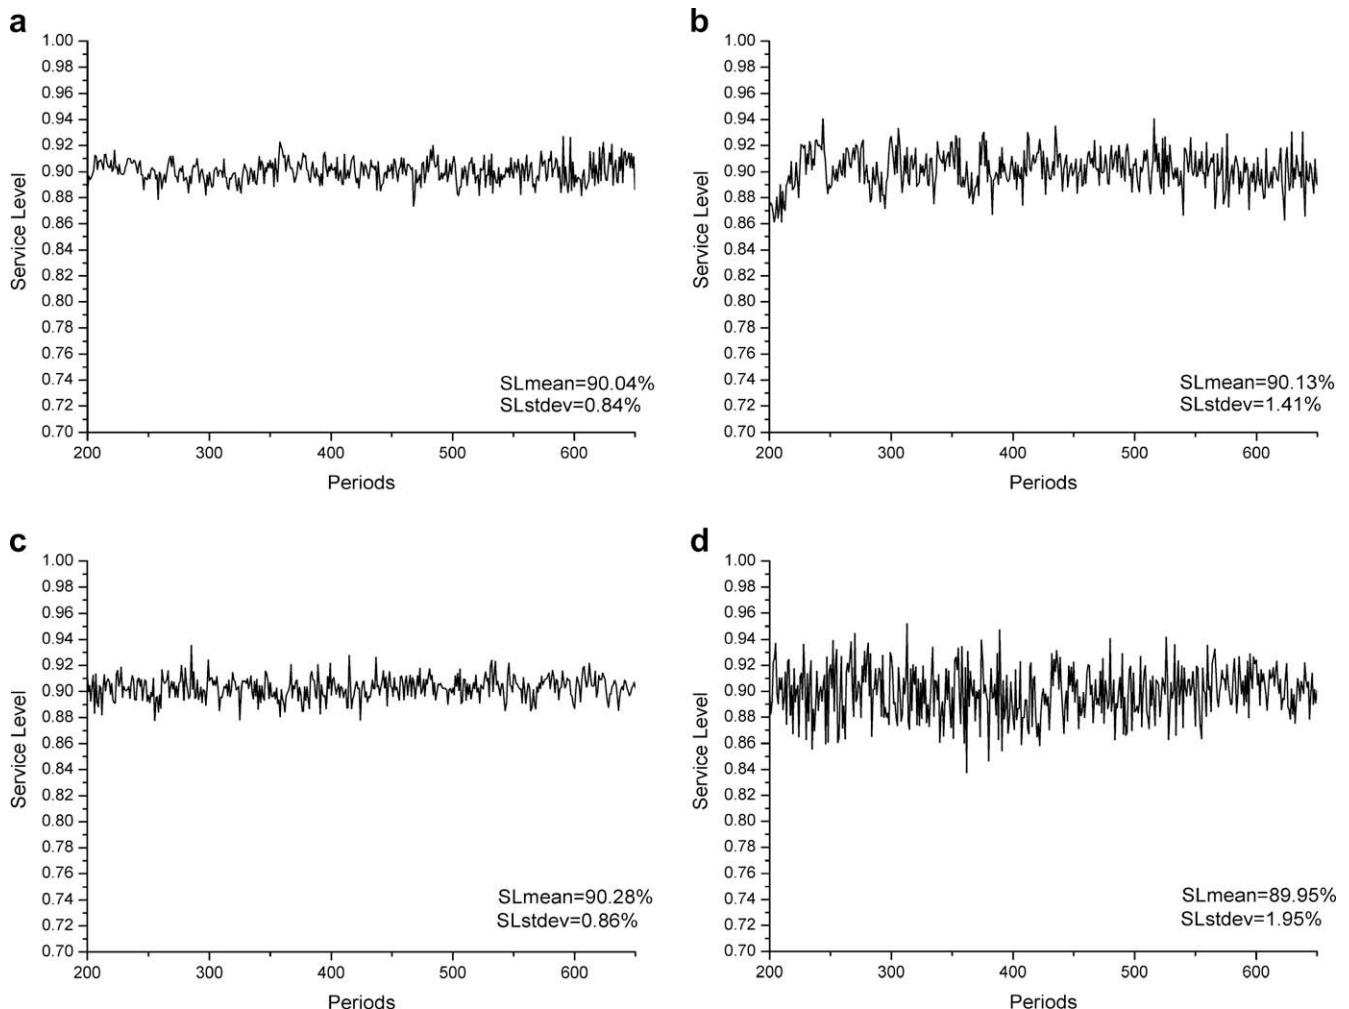 a
1.00
0.98
0.96
0.94
0.92
0.90
0.88
0.86
0.84
0.82
0.80
0.78
0.76
0.74
0.72
0.70
Service Level
SLmean=90.04%
SLstdev=0.84%
200 300 400 500 600
Periods
b
1.00
0.98
0.96
0.94
0.92
0.90
0.88
0.86
0.84
0.82
0.80
0.78
0.76
0.74
0.72
0.70
Service Level
SLmean=90.13%
SLstdev=1.41%
200 300 400 500 600
Periods
c
1.00
0.98
0.96
0.94
0.92
0.90
0.88
0.86
0.84
0.82
0.80
0.78
0.76
0.74
0.72
0.70
Service Level
SLmean=90.28%
SLstdev=0.86%
200 300 400 500 600
Periods
d
1.00
0.98
0.96
0.94
0.92
0.90
0.88
0.86
0.84
0.82
0.80
0.78
0.76
0.74
0.72
0.70
Service Level
SLmean=89.95%
SLstdev=1.95%
200 300 400 500 600
Periods